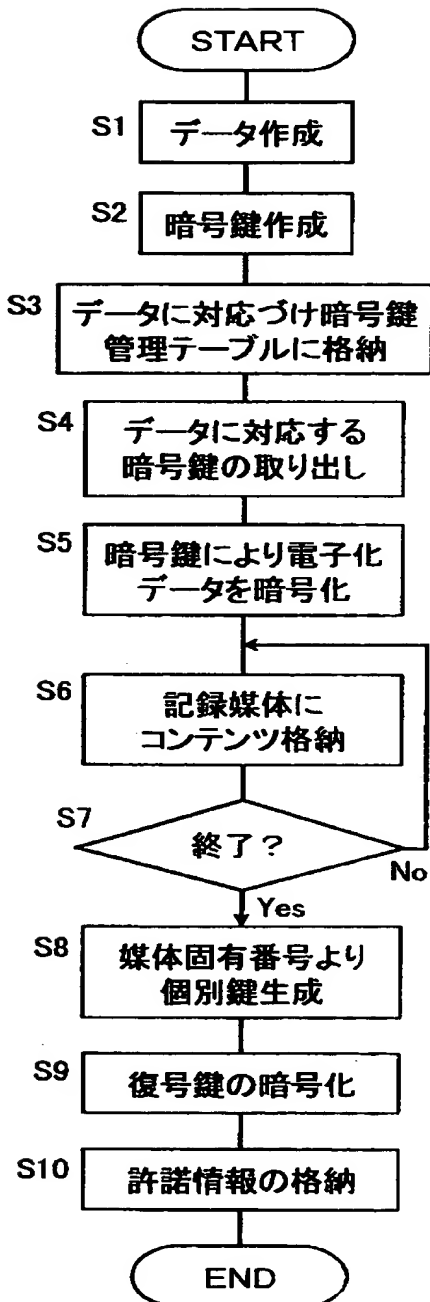 START
S1
データ作成
S2
暗号鍵作成
S3
データに対応づけ暗号鍵
管理テーブルに格納
S4
データに対応する
暗号鍵の取り出し
S5
暗号鍵により電子化
データを暗号化
S6
記録媒体に
コンテンツ格納
S7
終了?
No
Yes
S8
媒体固有番号より
個別鍵生成
S9
復号鍵の暗号化
S10
許諾情報の格納
END